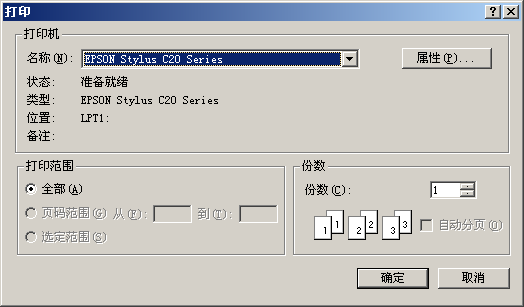 打印
打印机
名称(N): EPSON Stylus C20 Series 属性(P)...
状态: 准备就绪
类型: EPSON Stylus C20 Series
位置: LPT1:
备注:
打印范围
全部(A)
页码范围(G) 从(F): 到(T):
选定范围(S)
份数
份数(C): 1
1 1 2 2 3 3 自动分页(O)
确定 取消